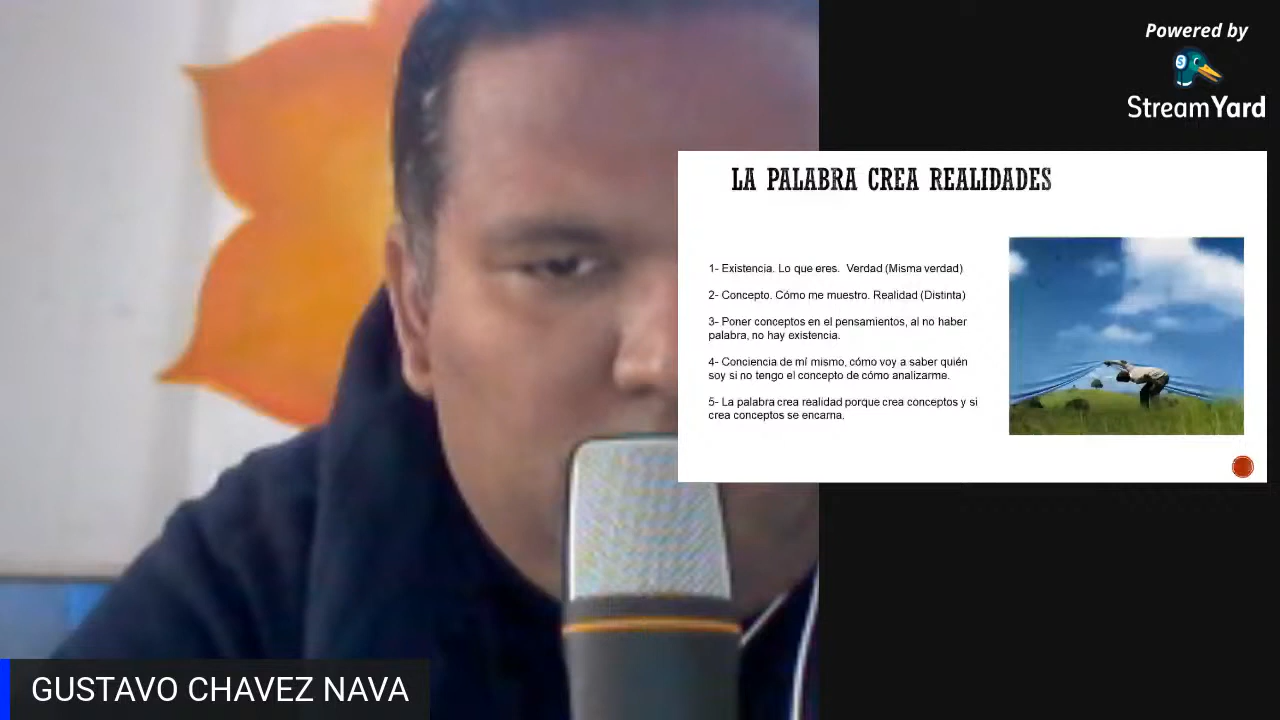 Powered by
StreamYard
LA PALABRA CREA REALIDADES
1- Existencia. Lo que eres. Verdad (Misma verdad)
2- Concepto. Cómo me muestro. Realidad (Distinta)
3- Poner conceptos en el pensamientos, al no haber
palabra, no hay existencia.
4- Conciencia de mí mismo, cómo voy a saber quién
soy si no tengo el concepto de cómo analizarme.
5- La palabra crea realidad porque crea conceptos y si
crea conceptos se encarna.
GUSTAVO CHAVEZ NAVA